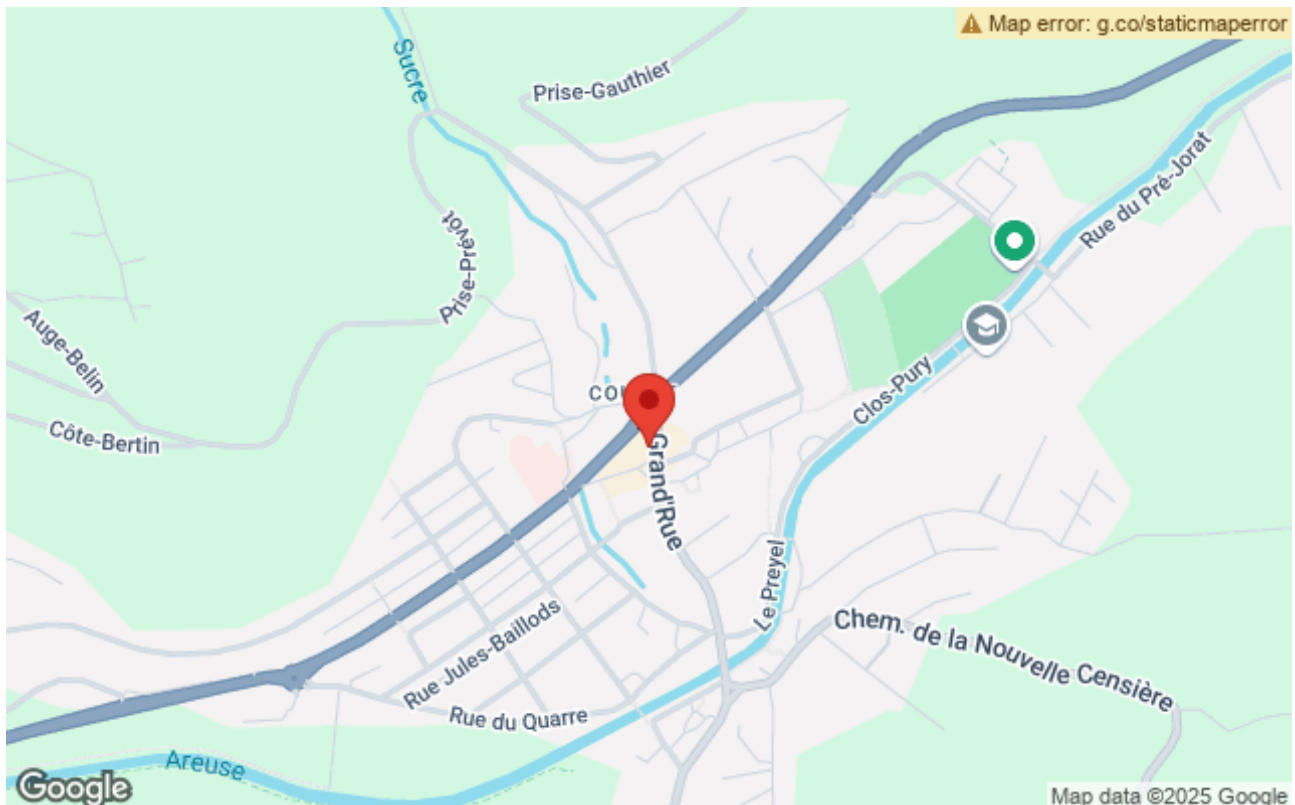 Map error: g.co/staticmaperror
Sucre
Prise-Gauthier
Rue du Pré-Jorat
Prise-Prévôt
Auge-Belin
Côte-Bertin
Clos-Pury
Grand'Rue
Le Preyel
Chem. de la Nouvelle Censière
Rue Jules-Baillods
Rue du Quarre
Areuse
Google
Map data ©2025 Google